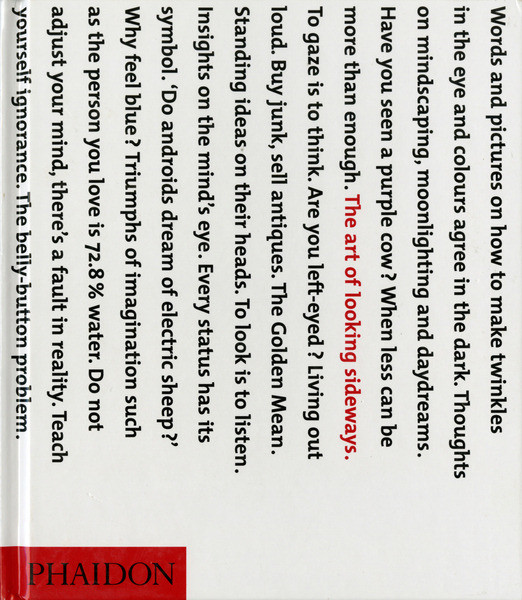 Words and pictures on how to make twinkles
in the eye and colours agree in the dark. Thoughts
on mindscaping, moonlighting and daydreams.
Have you seen a purple cow? When less can be
more than enough. The art of looking sideways.
To gaze is to think. Are you left-eyed? Living out
loud. Buy junk, sell antiques. The Golden Mean.
Standing ideas on their heads. To look is to listen.
Insights on the mind's eye. Every status has its
symbol. 'Do androids dream of electric sheep?'
Why feel blue? Triumphs of imagination such
as the person you love is 72.8% water. Do not
adjust your mind, there's a fault in reality. Teach
yourself ignorance. The belly-button problem.
PHAIDON